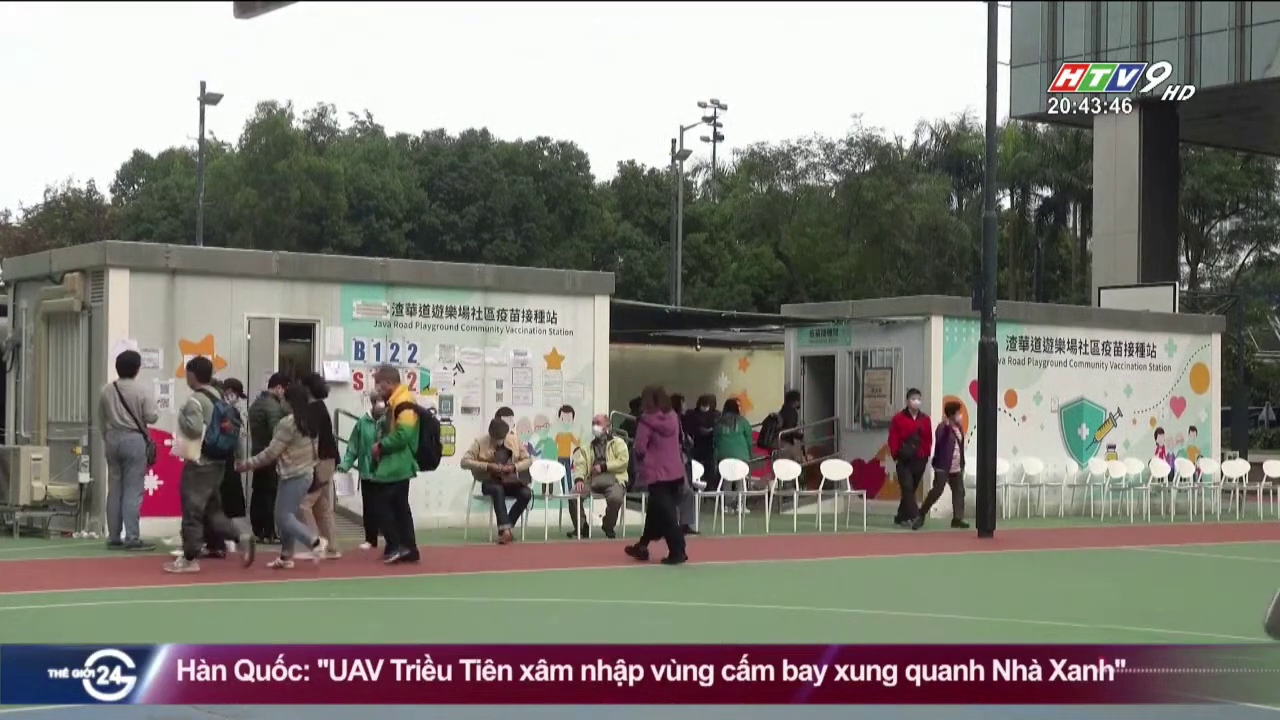 HTV9 HD
20:43:46
渣華道遊樂場社區疫苗接種站
Java Road Playground Community Vaccination Station
B122
渣華道遊樂場社區疫苗接種站
Java Road Playground Community Vaccination Station
THẾ GIỚI 24G
Hàn Quốc: "UAV Triều Tiên xâm nhập vùng cấm bay xung quanh Nhà Xanh"